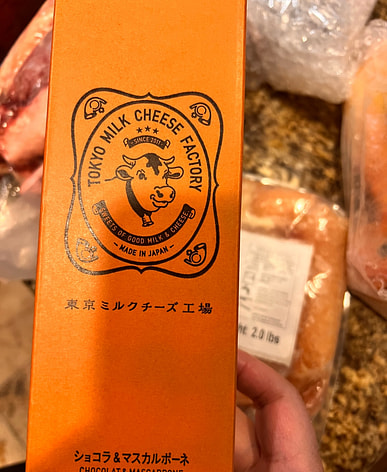 TOKYO MILK CHEESE FACTORY
SINCE 2011
SWEETS OF GOOD MILK & CHEESE
MADE IN JAPAN
東京ミルクチーズ工場
2.0 lbs
ショコラ&マスカルポーネ
CHOCOLAT & MASCARPONE